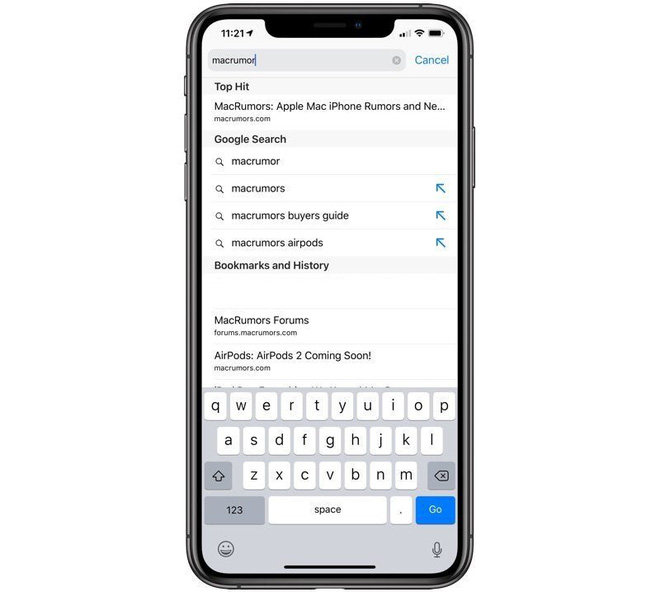 11:21
macrumor
Cancel
Top Hit
MacRumors: Apple Mac iPhone Rumors and Ne...
macrumors.com
Google Search
macrumor
macrumors
macrumors buyers guide
macrumors airpods
Bookmarks and History
MacRumors Forums
forums.macrumors.com
AirPods: AirPods 2 Coming Soon!
macrumors.com
q w e r t y u i o p
a s d f g h j k l
z x c v b n m
123 space . Go